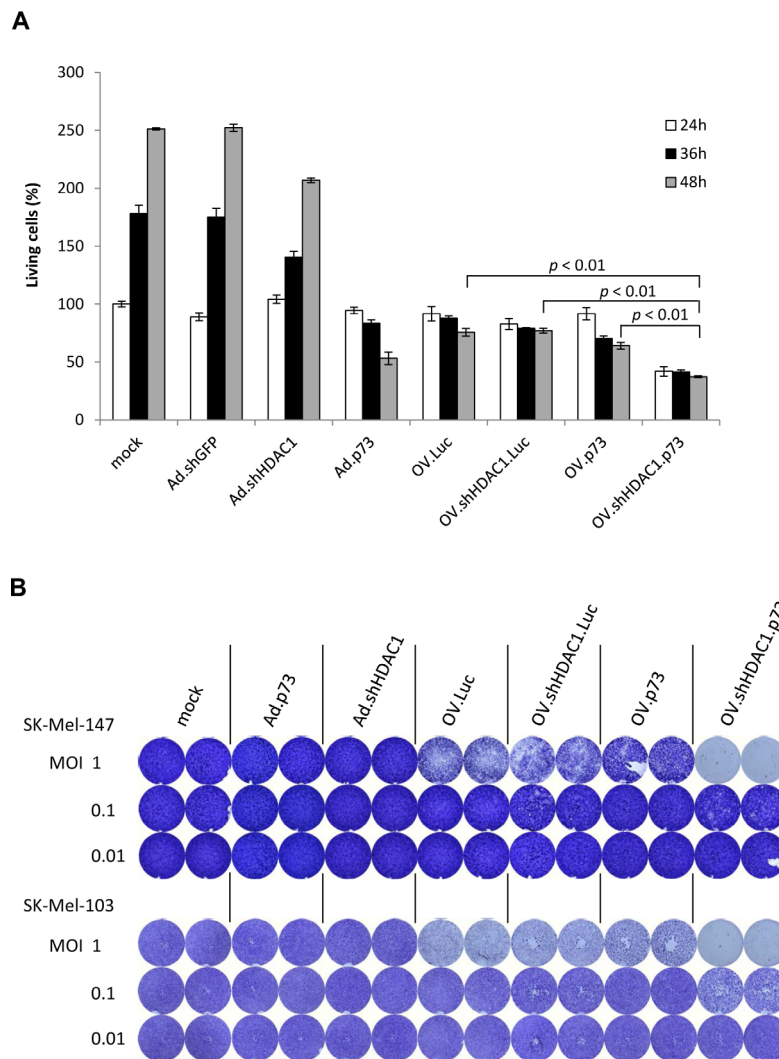 A
300
250
200
150
100
50
0
Living cells (%)
24h
36h
48h
p < 0.01
p < 0.01
p < 0.01
mock
Ad.shGFP
Ad.shHDAC1
Ad.p73
OV.Luc
OV.shHDAC1.Luc
OV.p73
OV.shHDAC1.p73
B
mock
Ad.p73
Ad.shHDAC1
OV.Luc
OV.shHDAC1.Luc
OV.p73
OV.shHDAC1.p73
SK-Mel-147
MOI 1
0.1
0.01
SK-Mel-103
MOI 1
0.1
0.01